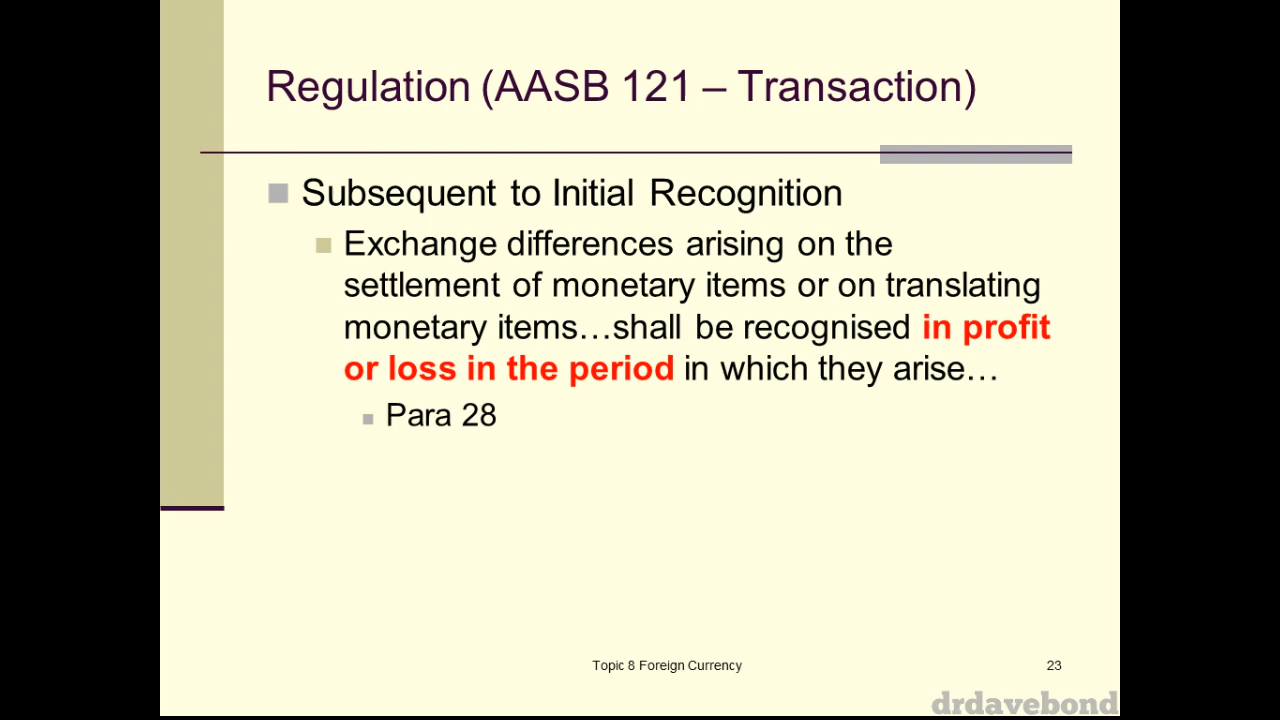 Regulation (AASB 121 – Transaction)
Subsequent to Initial Recognition
Exchange differences arising on the
settlement of monetary items or on translating
monetary items…shall be recognised in profit
or loss in the period in which they arise…
Para 28
Topic 8 Foreign Currency
23
drdavebond